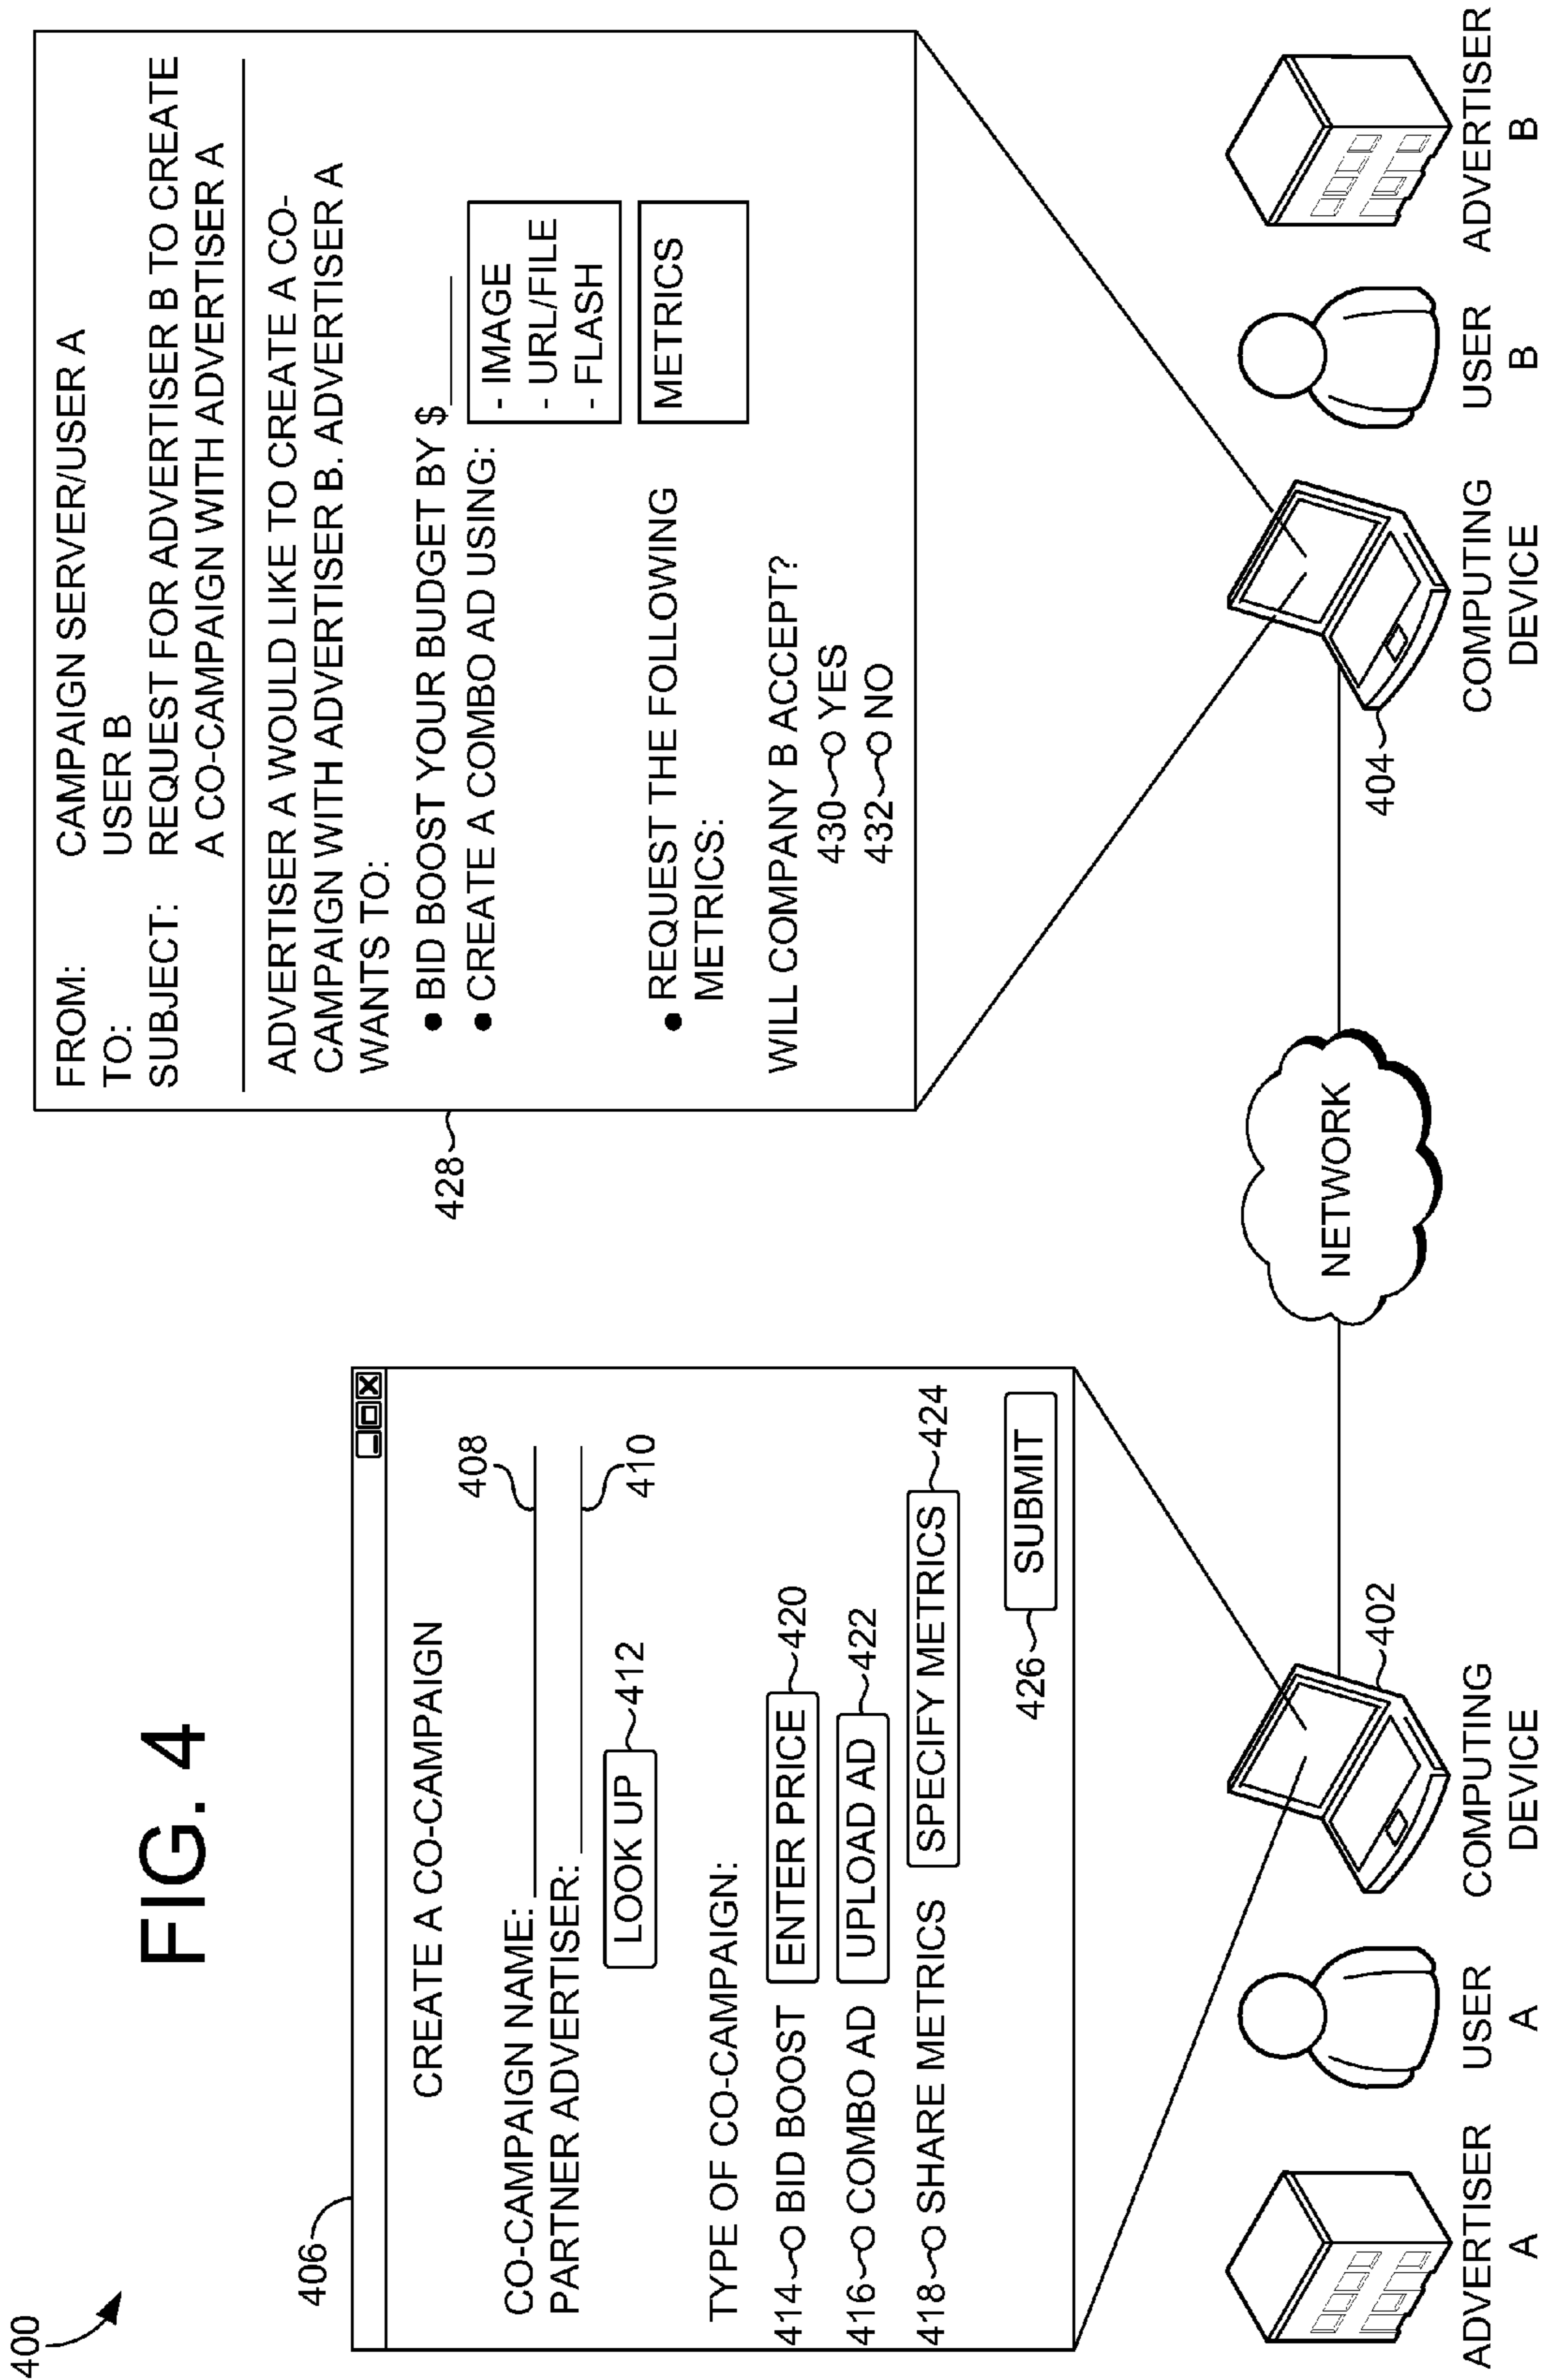 FIG. 4
400
406
CREATE A CO-CAMPAIGN
CO-CAMPAIGN NAME:
408
PARTNER ADVERTISER:
410
LOOK UP
412
TYPE OF CO-CAMPAIGN:
414 BID BOOST ENTER PRICE 420
416 COMBO AD UPLOAD AD 422
418 SHARE METRICS SPECIFY METRICS 424
426 SUBMIT
428
FROM: CAMPAIGN SERVER/USER A
TO: USER B
SUBJECT: REQUEST FOR ADVERTISER B TO CREATE
A CO-CAMPAIGN WITH ADVERTISER A
ADVERTISER A WOULD LIKE TO CREATE A CO-
CAMPAIGN WITH ADVERTISER B. ADVERTISER A
WANTS TO:
• BID BOOST YOUR BUDGET BY $____
• CREATE A COMBO AD USING:
- IMAGE
- URL/FILE
- FLASH
• REQUEST THE FOLLOWING
METRICS:
METRICS
WILL COMPANY B ACCEPT?
430 YES
432 NO
ADVERTISER
A
USER
A
COMPUTING
DEVICE
402
NETWORK
404
COMPUTING
DEVICE
USER
B
ADVERTISER
B